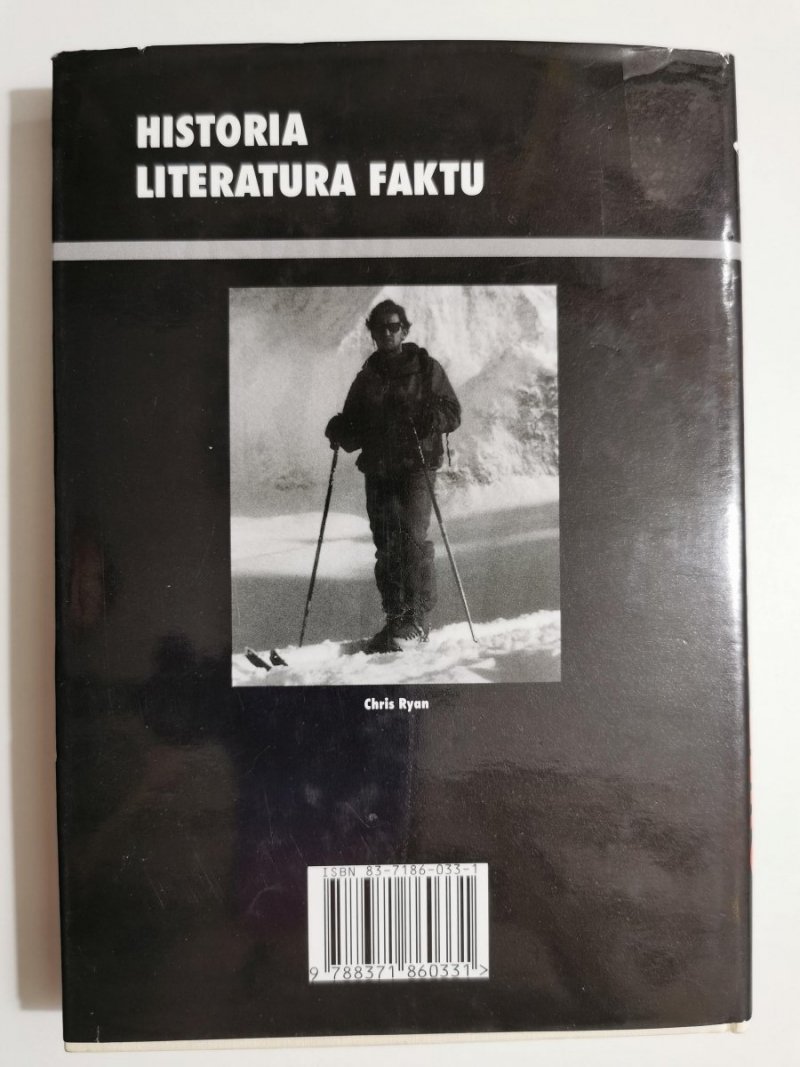 HISTORIA
LITERATURA FAKTU
Chris Ryan
ISBN 83-7186-033-1
9 788371 860331 >